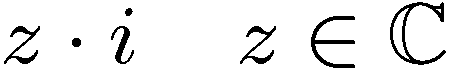 z · i   z ∈ ℂ